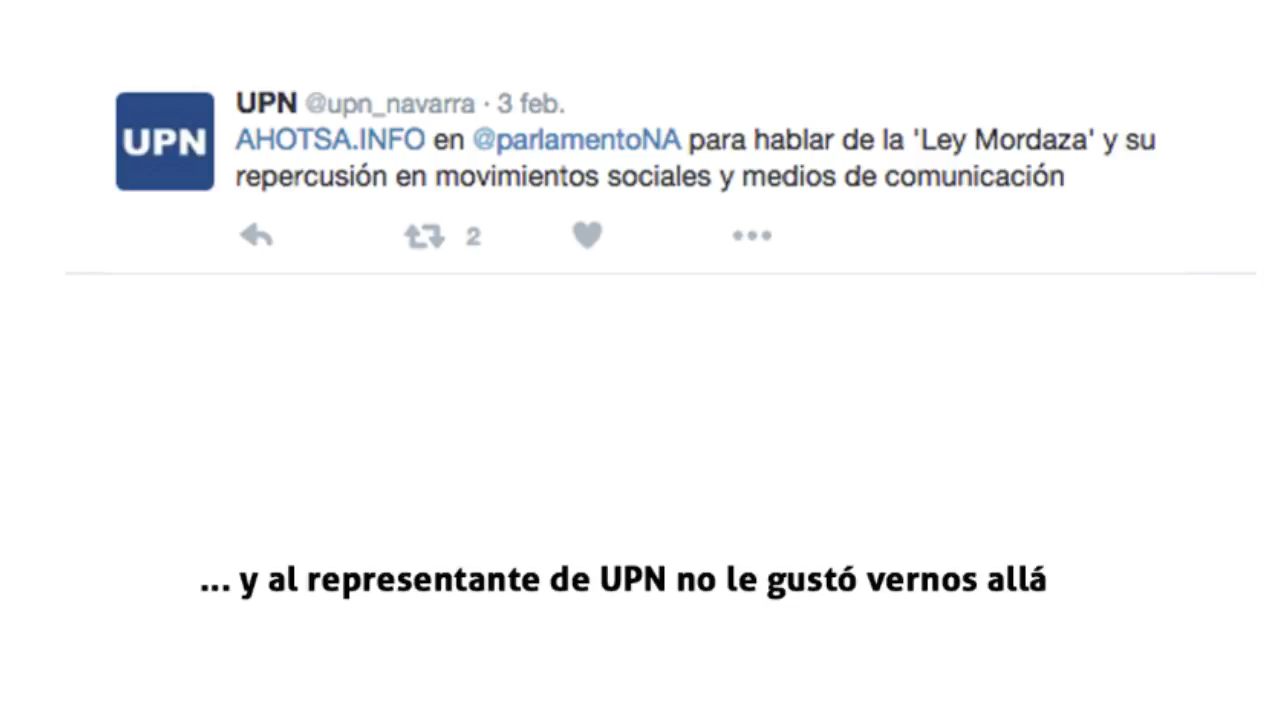 UPN
UPN @upn_navarra · 3 feb.
AHOTSA.INFO en @parlamentoNA para hablar de la 'Ley Mordaza' y su
repercusión en movimientos sociales y medios de comunicación
2
... y al representante de UPN no le gustó vernos allá